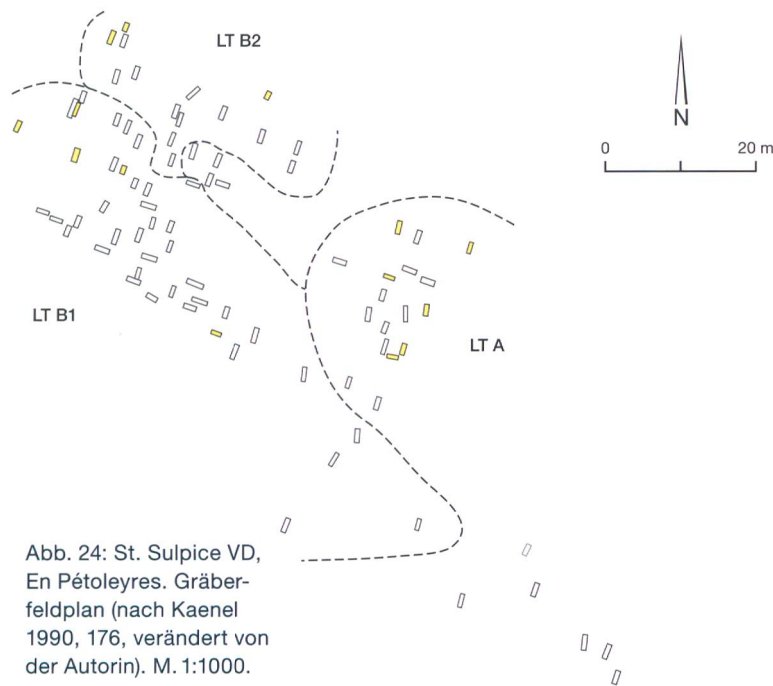 LT B2
N
0 20 m
LT B1
LT A
Abb. 24: St. Sulpice VD,
En Pétoleyres. Gräber-
feldplan (nach Kaenel
1990, 176, verändert von
der Autorin). M. 1:1000.